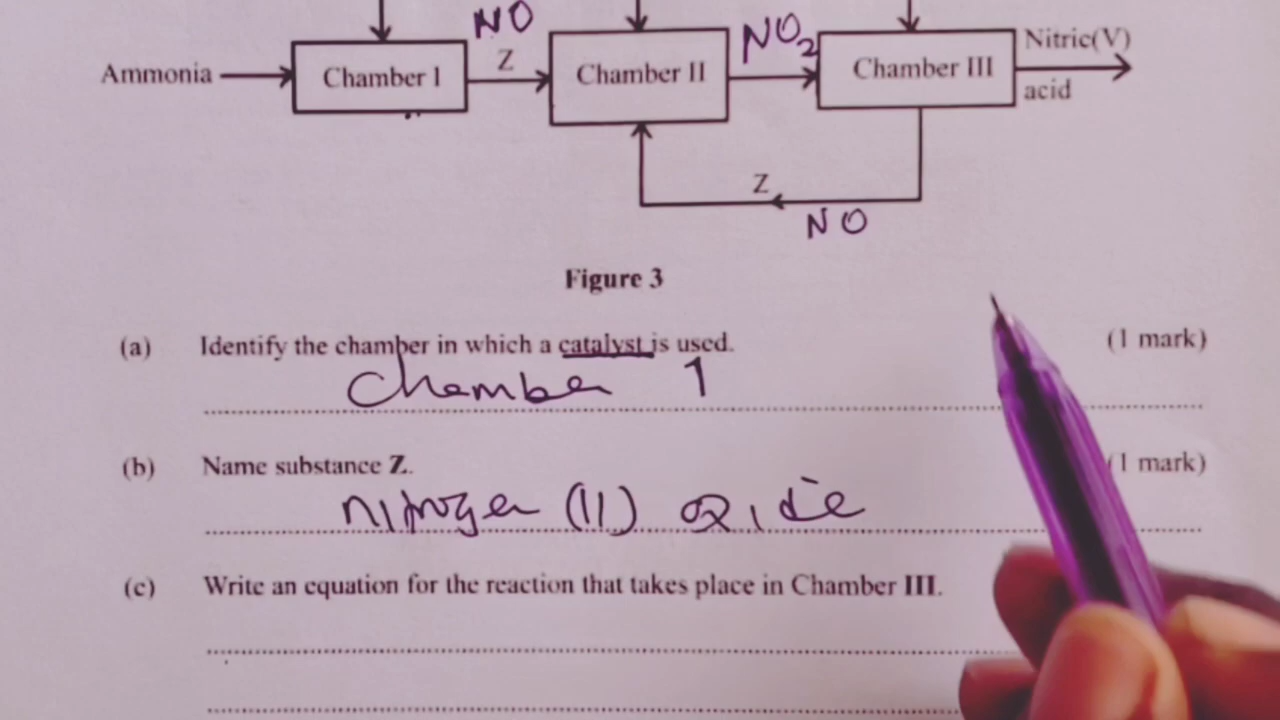 NO
NO2
Ammonia
Chamber I
Z
Chamber II
Chamber III
Nitric(V)
acid
Z
NO
Figure 3
(a) Identify the chamber in which a catalyst is used. (1 mark)
Chamber 1
(b) Name substance Z. (1 mark)
nitrogen (II) oxide
(c) Write an equation for the reaction that takes place in Chamber III.